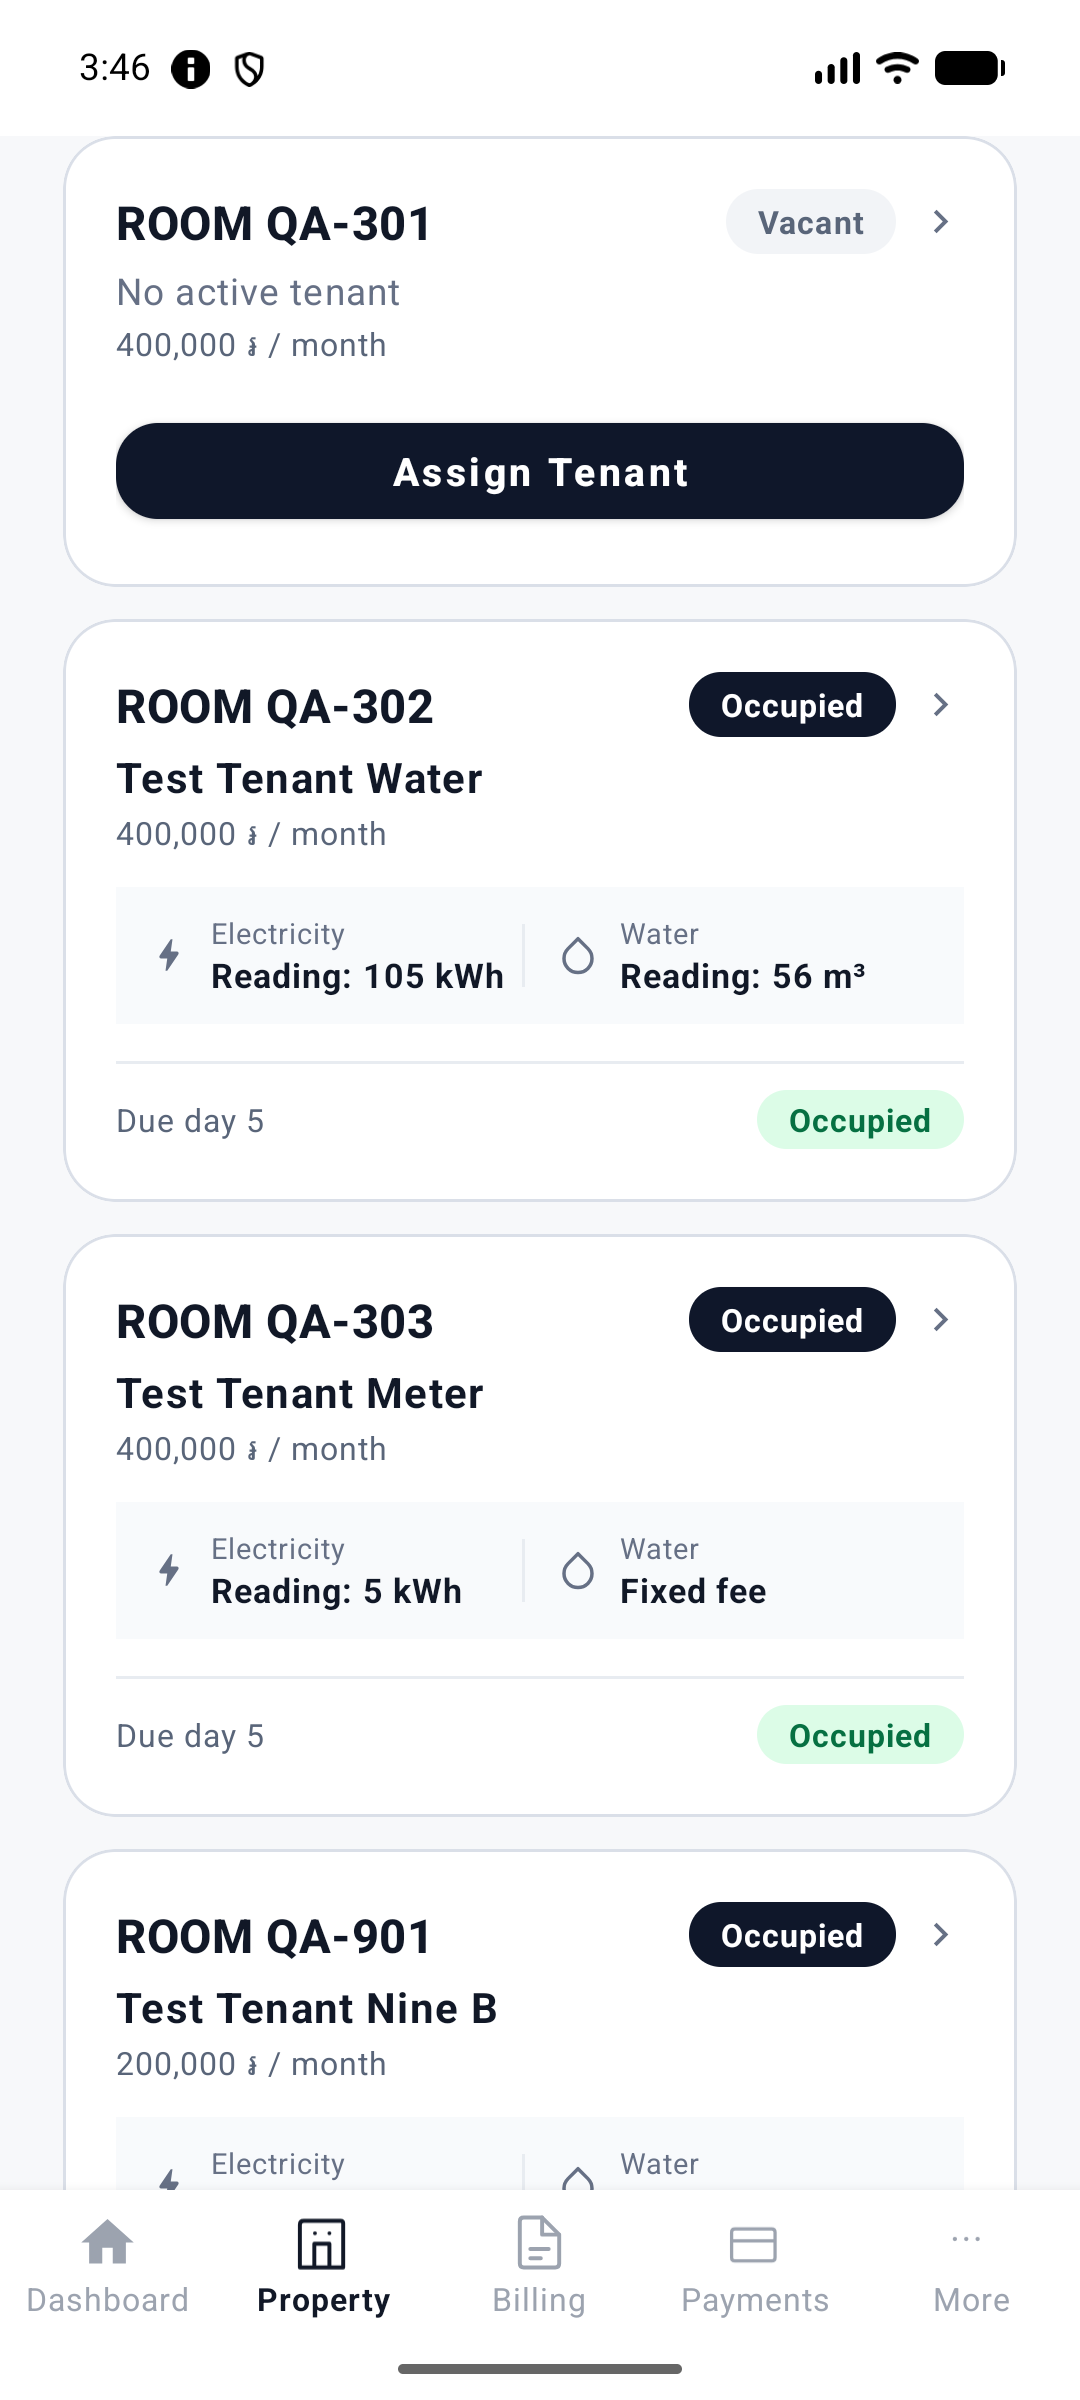 3:46
ROOM QA-301
Vacant
No active tenant
400,000 ៛ / month
Assign Tenant
ROOM QA-302
Occupied
Test Tenant Water
400,000 ៛ / month
Electricity
Reading: 105 kWh
Water
Reading: 56 m³
Due day 5
Occupied
ROOM QA-303
Occupied
Test Tenant Meter
400,000 ៛ / month
Electricity
Reading: 5 kWh
Water
Fixed fee
Due day 5
Occupied
ROOM QA-901
Occupied
Test Tenant Nine B
200,000 ៛ / month
Electricity
Water
Dashboard
Property
Billing
Payments
More